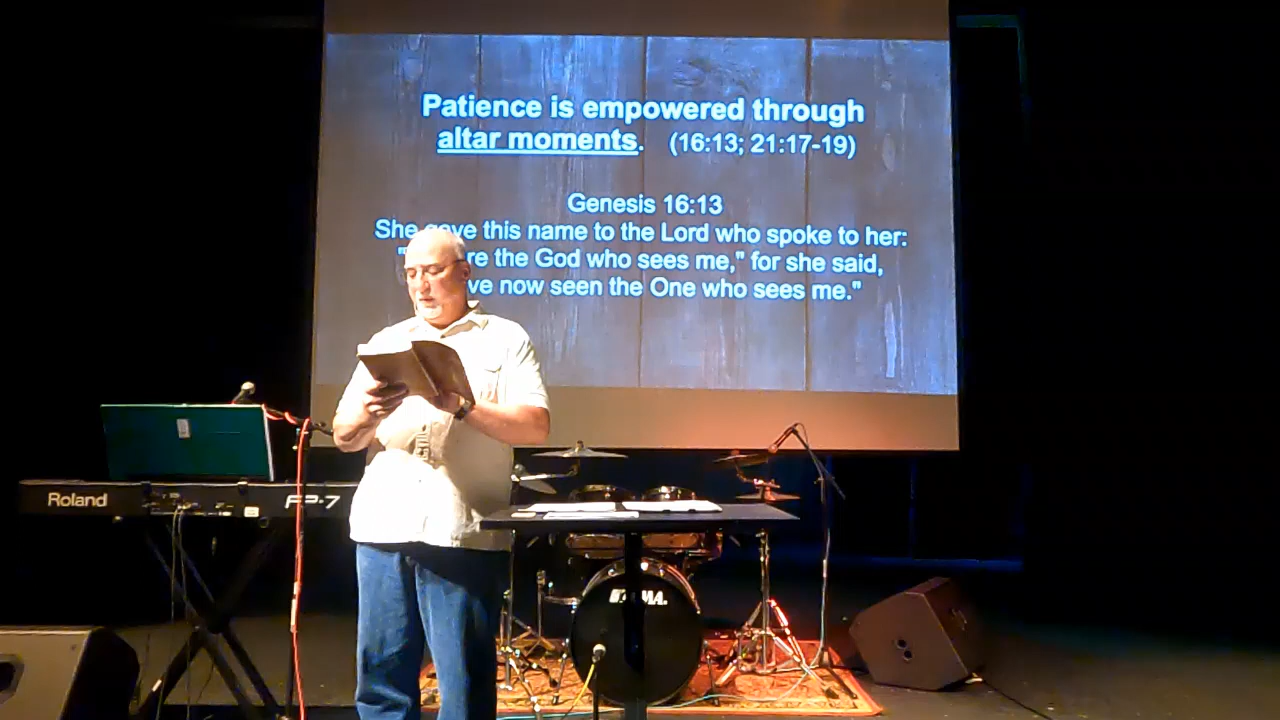 Patience is empowered through
altar moments. (16:13; 21:17-19)
Genesis 16:13
She gave this name to the Lord who spoke to her:
the God who sees me," for she said,
now seen the One who sees me."
Roland
FP-7
TAMA